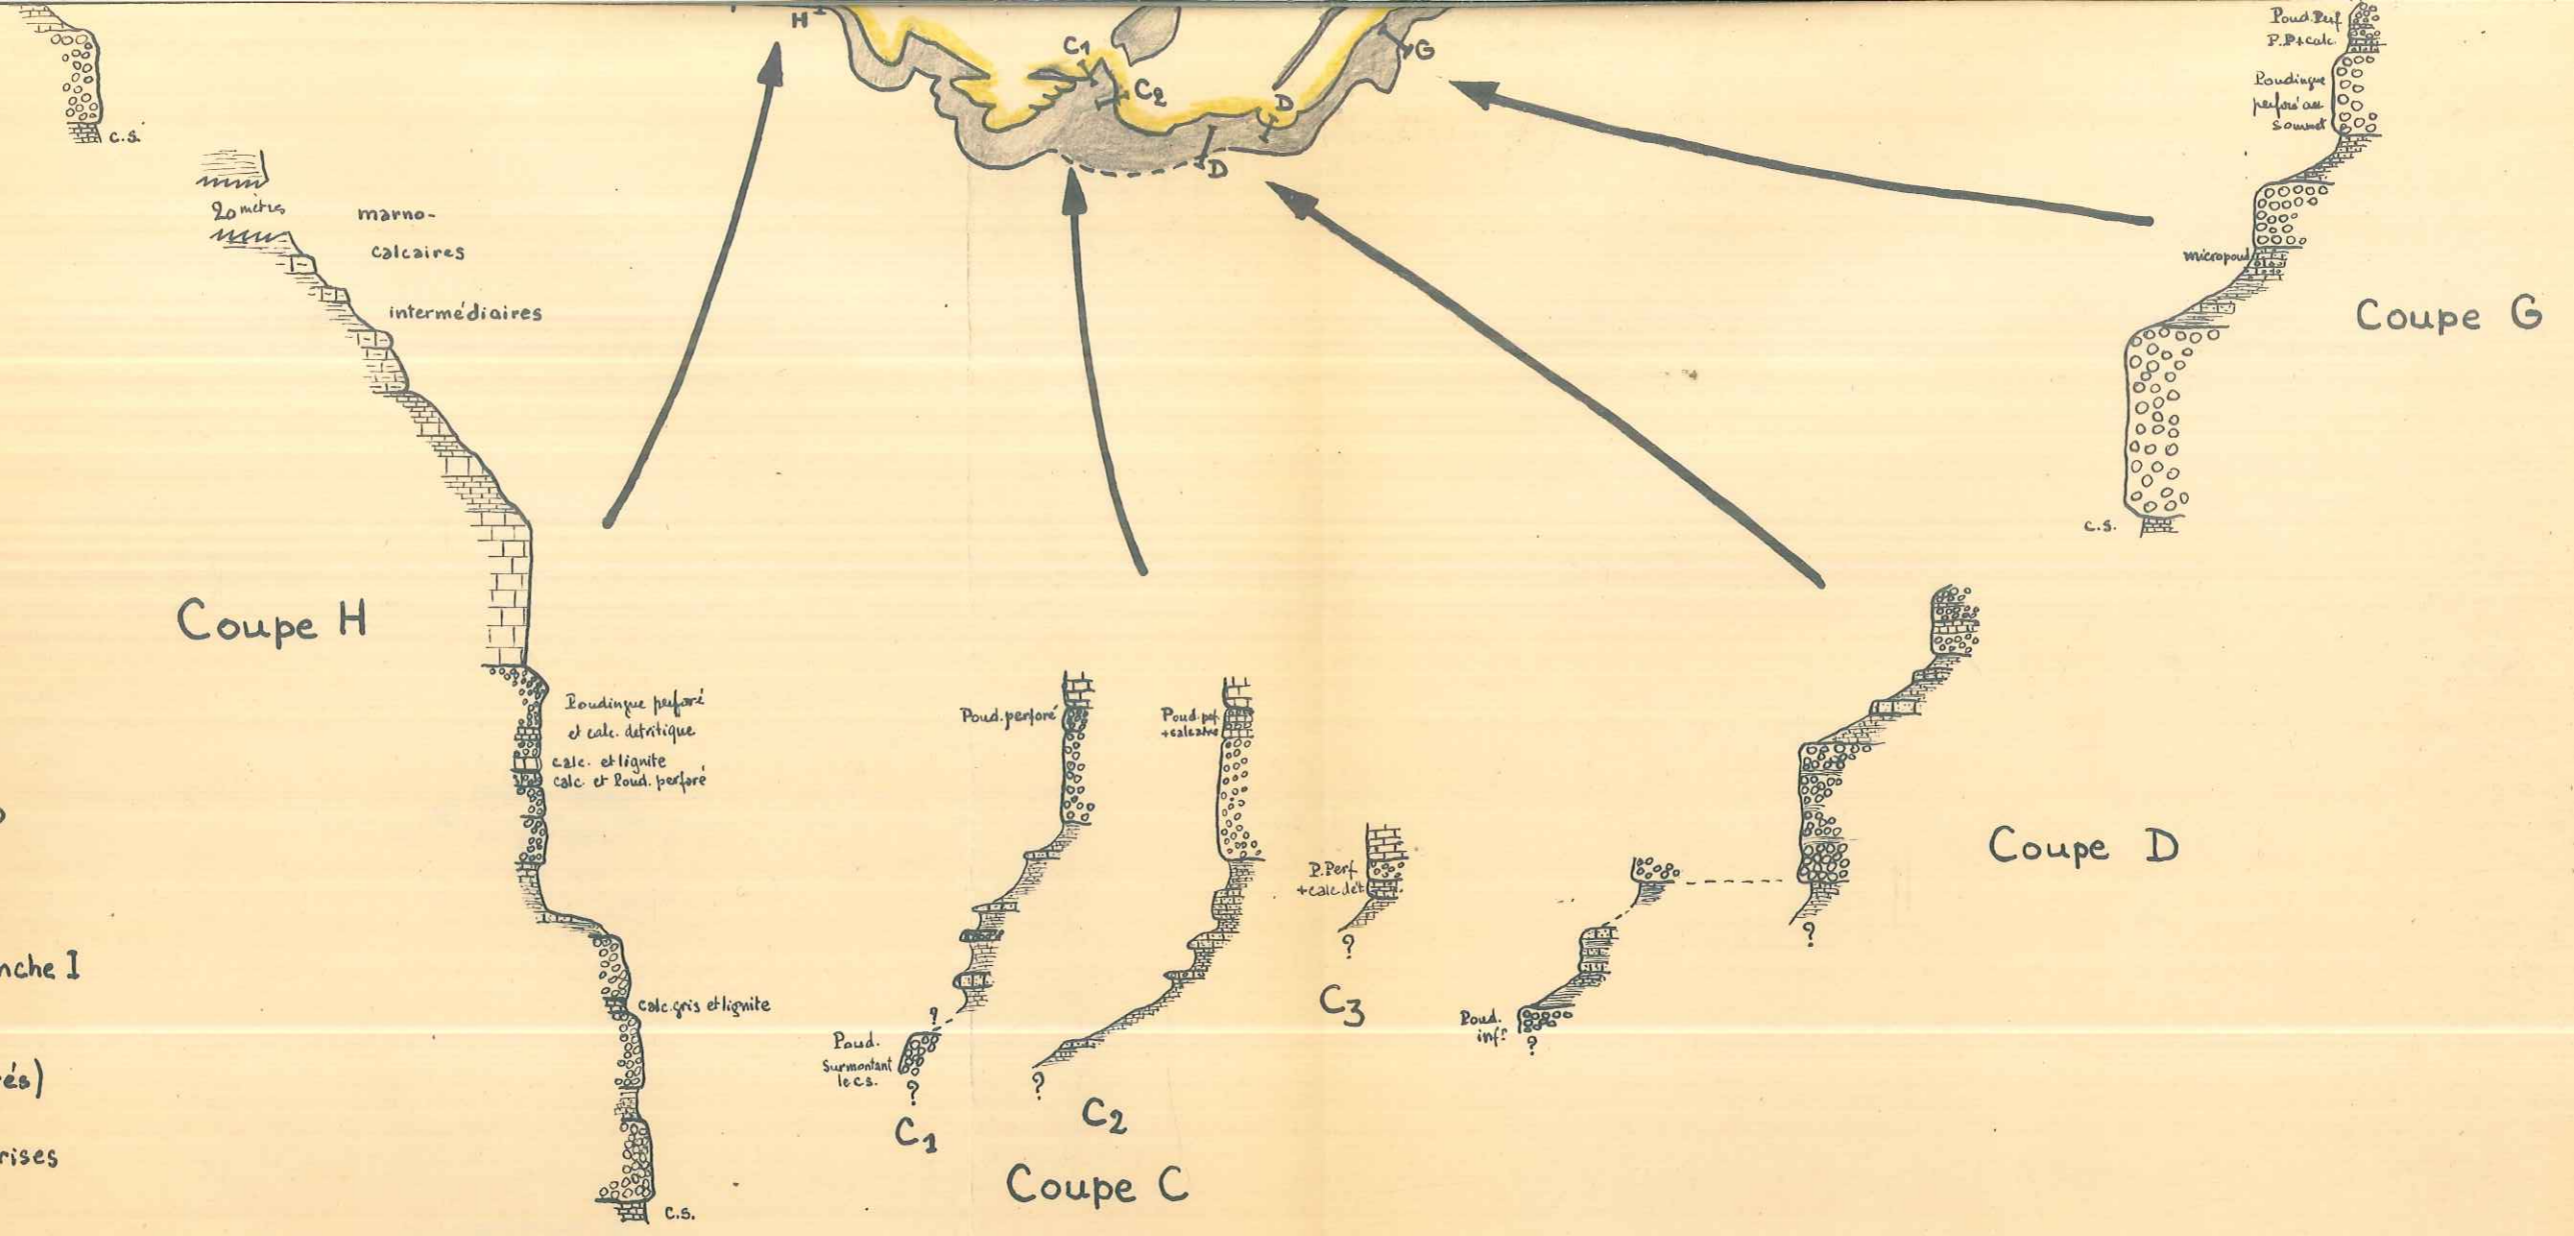 c.s.
20 mètres
marno-
calcaires
intermédiaires
Coupe H
Poudingue perforé
et calc. detritique
calc. et lignite
calc. et Poud. perforé
calc. gris et lignite
c.s.
nche I
és)
rises
H
C1
C2
D
D
G
Poud. perforé
Poud.
surmontant
le c.s.
?
?
C1
Poud. perf.
+ calcaire
?
C2
P. Perf
+ calc. dét
?
C3
Coupe C
Poud.
inf.
?
?
Coupe D
Poud. Perf
P.P + calc.
Poudingue
perforé au
sommet
micropoud
c.s.
Coupe G